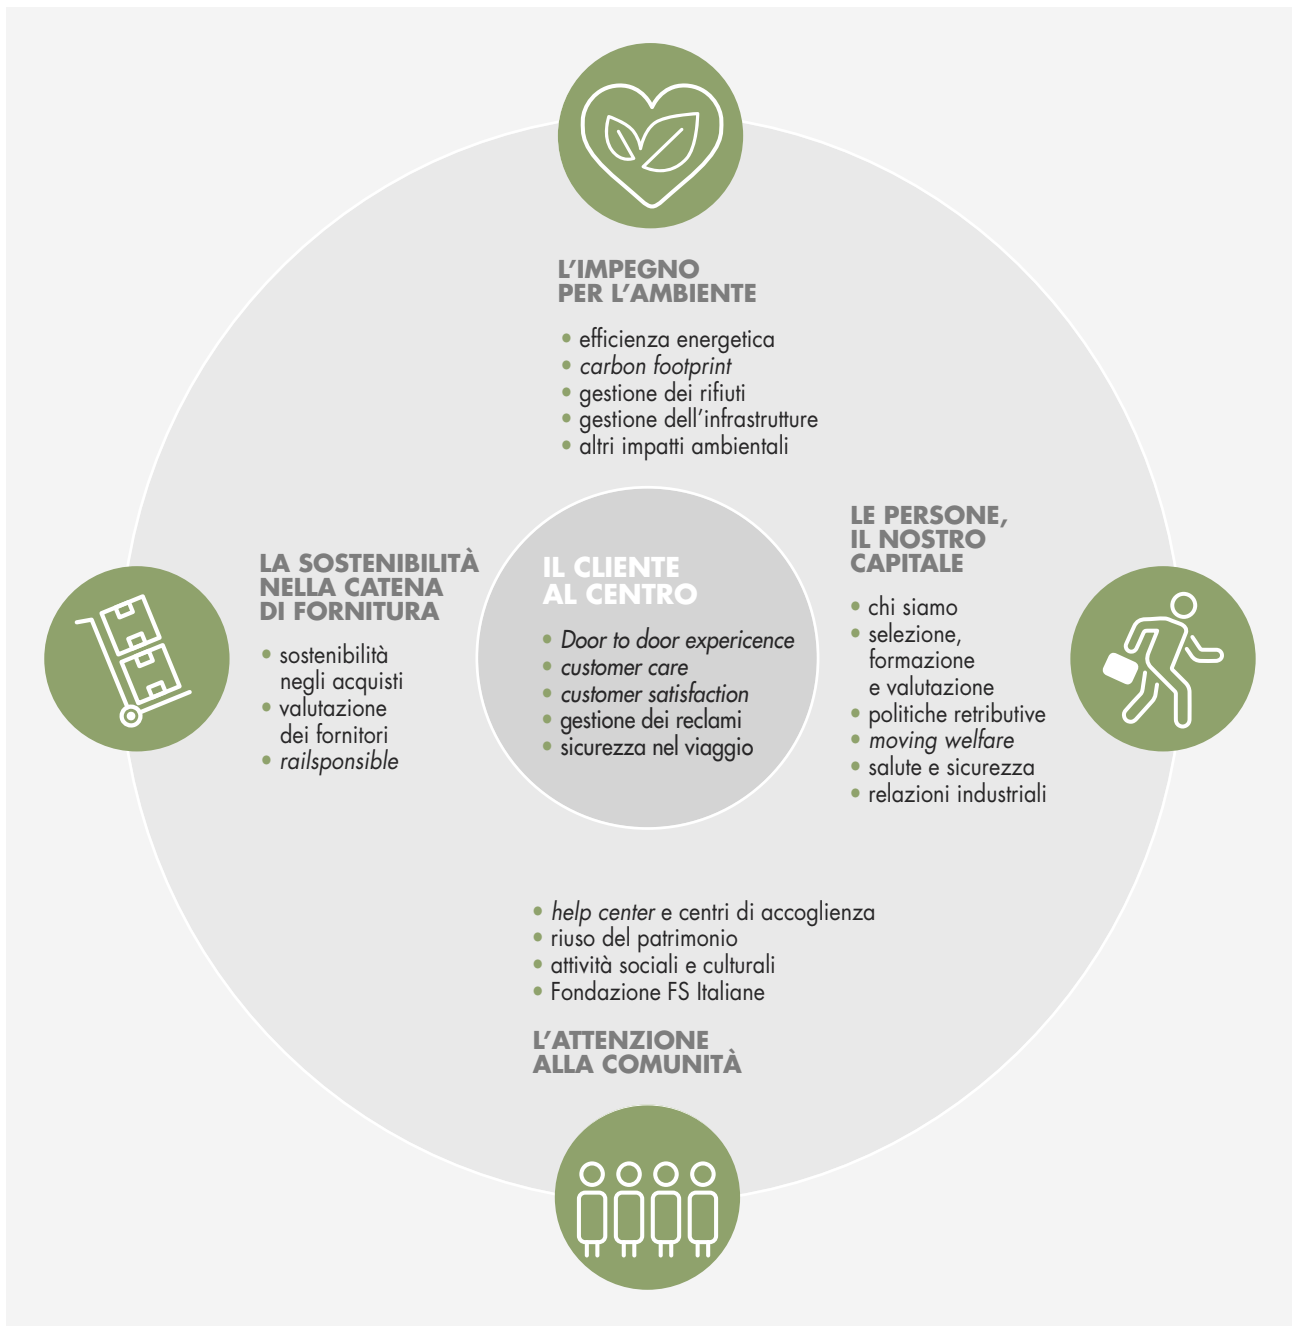 L'IMPEGNO
PER L'AMBIENTE
• efficienza energetica
• carbon footprint
• gestione dei rifiuti
• gestione dell'infrastrutture
• altri impatti ambientali
LA SOSTENIBILITÀ
NELLA CATENA
DI FORNITURA
• sostenibilità
negli acquisti
• valutazione
dei fornitori
• railsponsible
IL CLIENTE
AL CENTRO
• Door to door expericence
• customer care
• customer satisfaction
• gestione dei reclami
• sicurezza nel viaggio
LE PERSONE,
IL NOSTRO
CAPITALE
• chi siamo
• selezione,
formazione
e valutazione
• politiche retributive
• moving welfare
• salute e sicurezza
• relazioni industriali
• help center e centri di accoglienza
• riuso del patrimonio
• attività sociali e culturali
• Fondazione FS Italiane
L'ATTENZIONE
ALLA COMUNITÀ